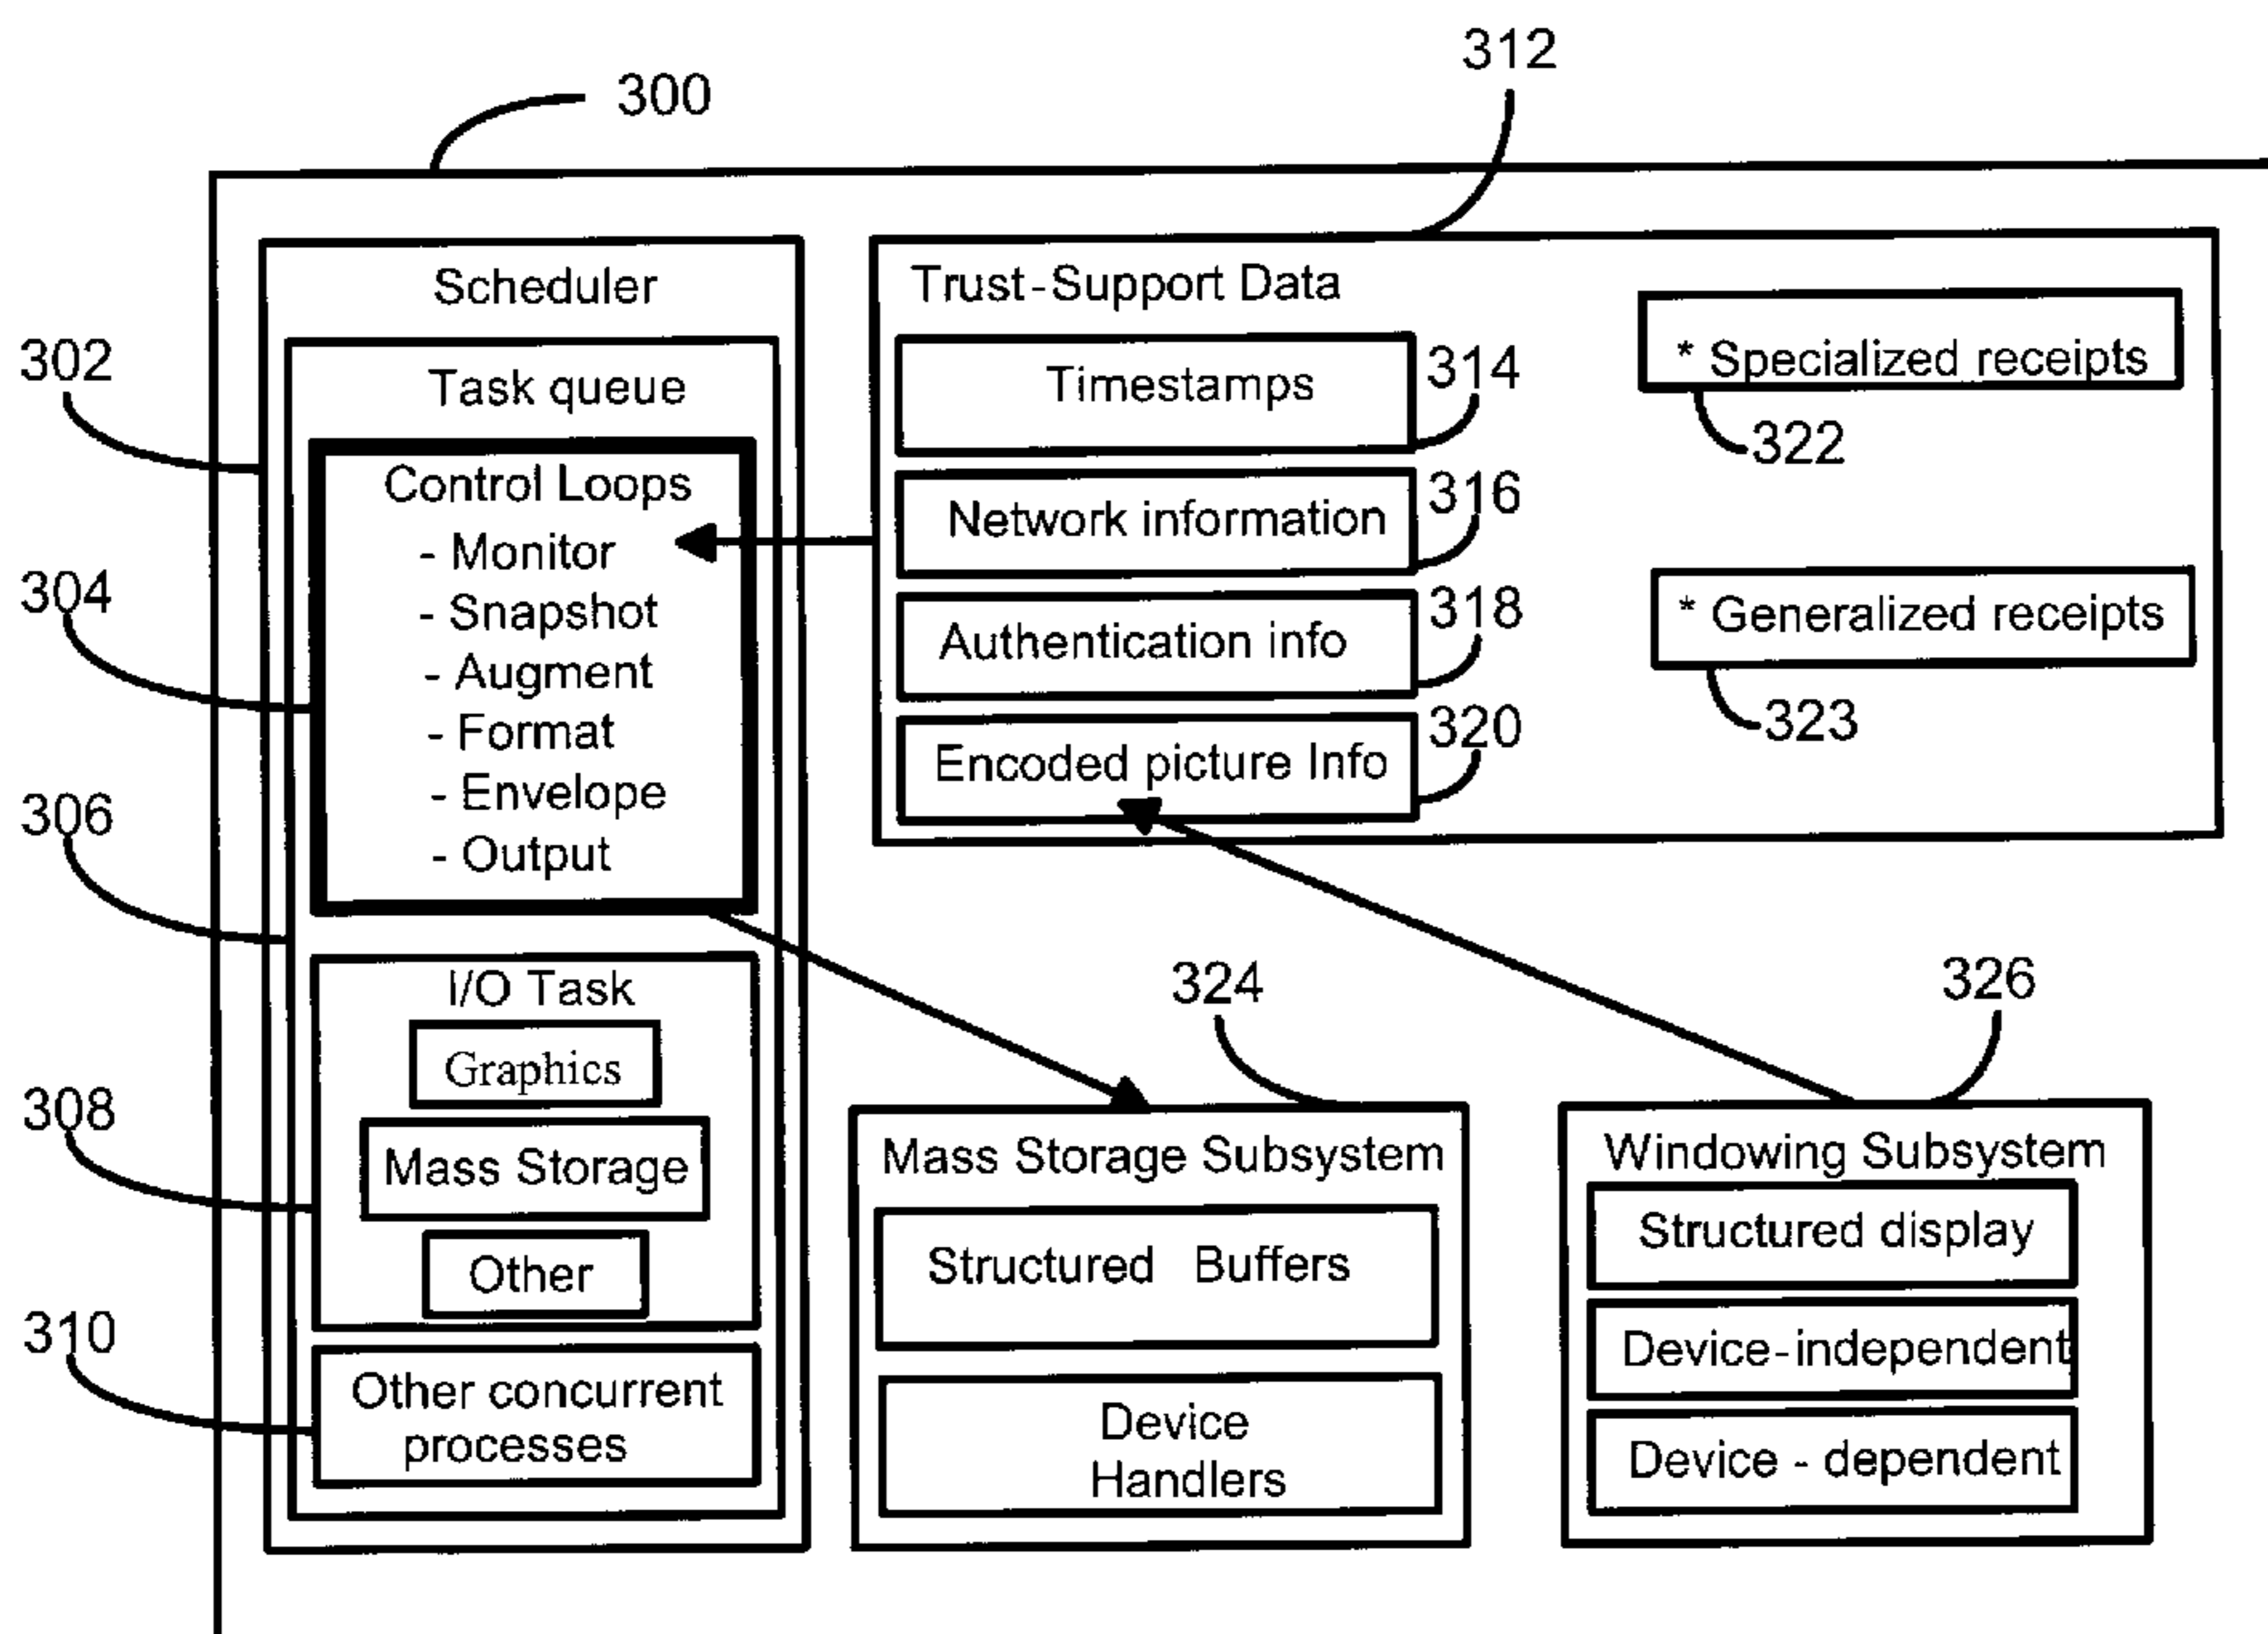 300
312
302
304
306
308
310
Scheduler
Task queue
Control Loops
- Monitor
- Snapshot
- Augment
- Format
- Envelope
- Output
I/O Task
Graphics
Mass Storage
Other
Other concurrent
processes
Trust-Support Data
Timestamps
314
Network information
316
Authentication info
318
Encoded picture Info
320
* Specialized receipts
322
* Generalized receipts
323
324
Mass Storage Subsystem
Structured Buffers
Device
Handlers
326
Windowing Subsystem
Structured display
Device-independent
Device - dependent